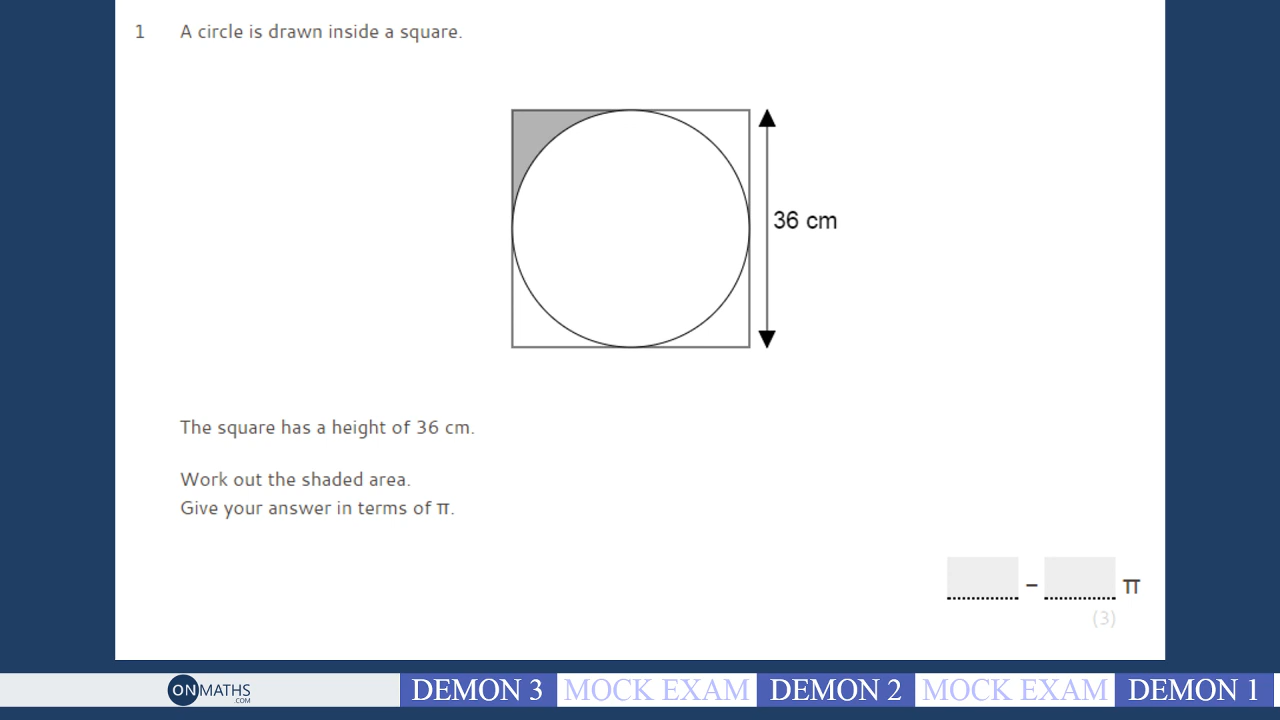 1 A circle is drawn inside a square.
36 cm
The square has a height of 36 cm.
Work out the shaded area.
Give your answer in terms of π.
– π
(3)
ONMATHS
.COM
DEMON 3 MOCK EXAM DEMON 2 MOCK EXAM DEMON 1